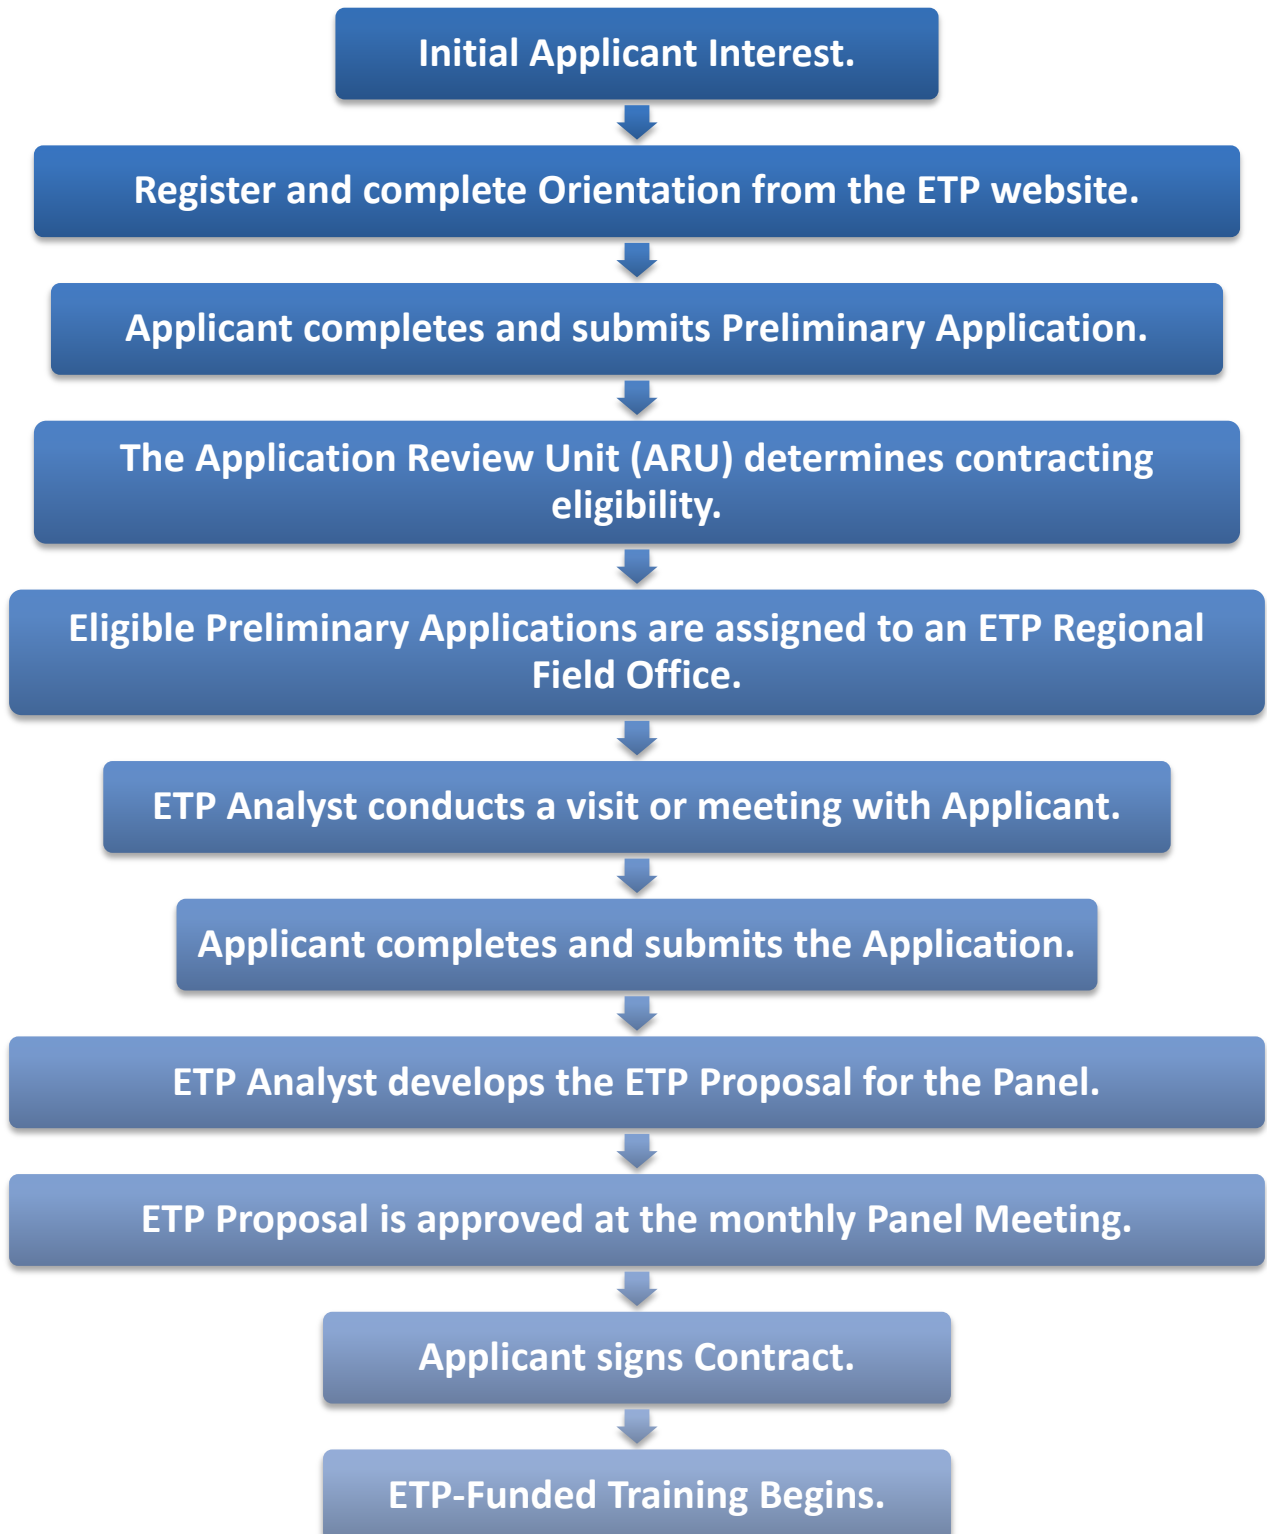 Initial Applicant Interest.
Register and complete Orientation from the ETP website.
Applicant completes and submits Preliminary Application.
The Application Review Unit (ARU) determines contracting
eligibility.
Eligible Preliminary Applications are assigned to an ETP Regional
Field Office.
ETP Analyst conducts a visit or meeting with Applicant.
Applicant completes and submits the Application.
ETP Analyst develops the ETP Proposal for the Panel.
ETP Proposal is approved at the monthly Panel Meeting.
Applicant signs Contract.
ETP-Funded Training Begins.